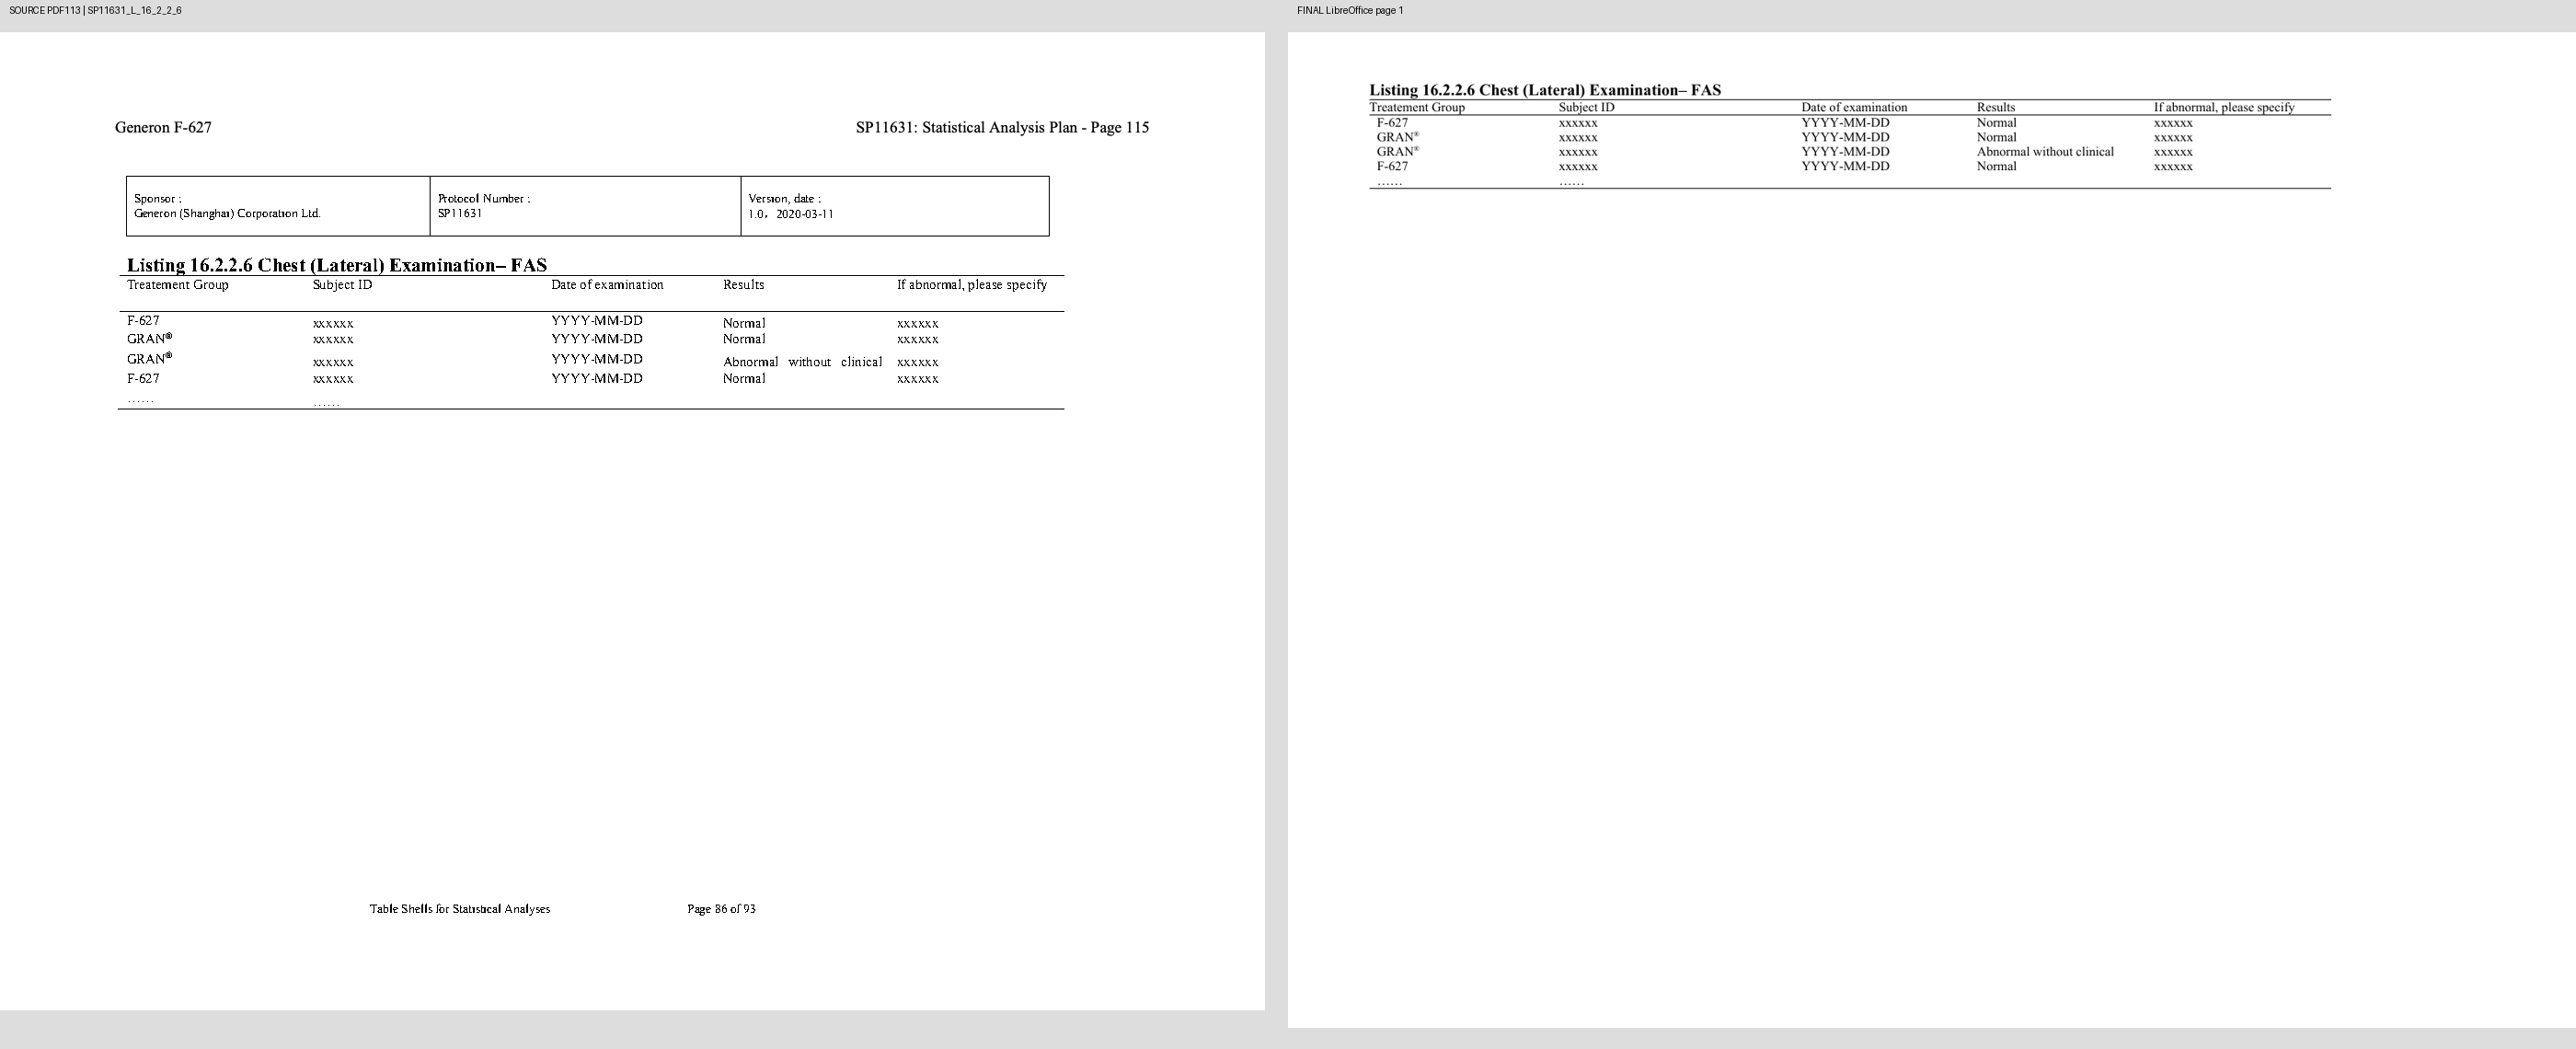 SOURCE PDF113 | SP11631_L_16_2_2_6
Generon F-627 SP11631: Statistical Analysis Plan - Page 115
Sponsor : Protocol Number : Version, date :
Generon (Shanghai) Corporation Ltd. SP11631 1.0，2020-03-11
Listing 16.2.2.6 Chest (Lateral) Examination– FAS
Treatement Group Subject ID Date of examination Results If abnormal, please specify
F-627 xxxxxx YYYY-MM-DD Normal xxxxxx
GRAN® xxxxxx YYYY-MM-DD Normal xxxxxx
GRAN® xxxxxx YYYY-MM-DD Abnormal without clinical xxxxxx
F-627 xxxxxx YYYY-MM-DD Normal xxxxxx
...... ......
Table Shells for Statistical Analyses Page 86 of 93
FINAL LibreOffice page 1
Listing 16.2.2.6 Chest (Lateral) Examination– FAS
Treatement Group Subject ID Date of examination Results If abnormal, please specify
F-627 xxxxxx YYYY-MM-DD Normal xxxxxx
GRAN® xxxxxx YYYY-MM-DD Normal xxxxxx
GRAN® xxxxxx YYYY-MM-DD Abnormal without clinical xxxxxx
F-627 xxxxxx YYYY-MM-DD Normal xxxxxx
...... ......